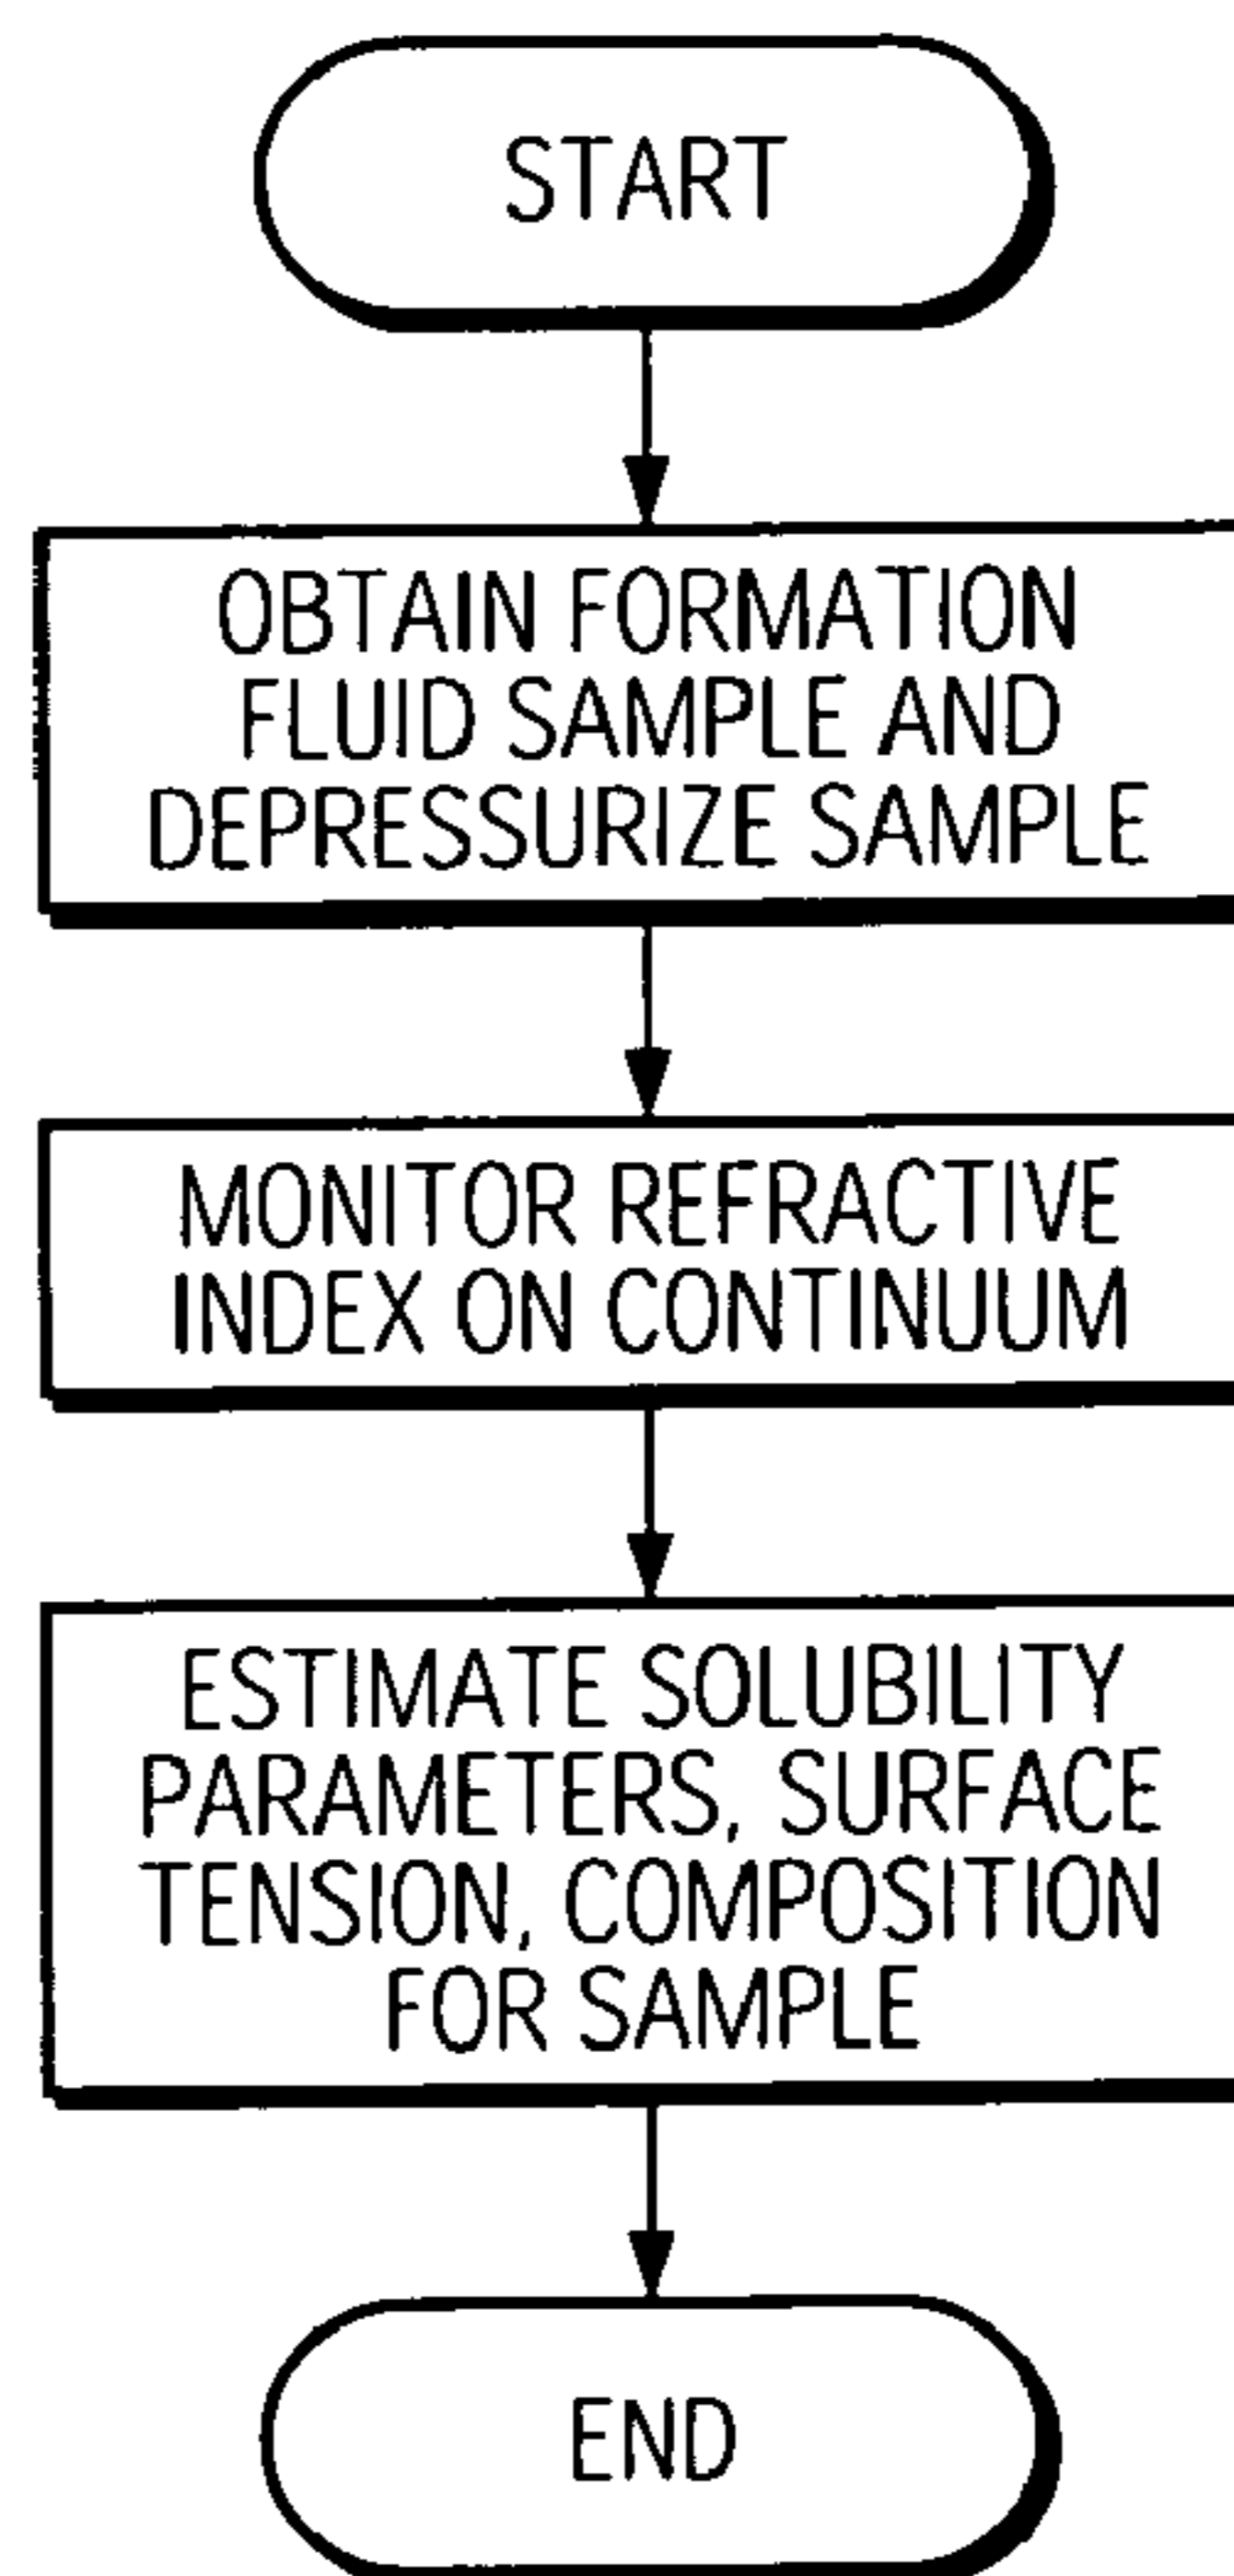 START
OBTAIN FORMATION
FLUID SAMPLE AND
DEPRESSURIZE SAMPLE
MONITOR REFRACTIVE
INDEX ON CONTINUUM
ESTIMATE SOLUBILITY
PARAMETERS, SURFACE
TENSION, COMPOSITION
FOR SAMPLE
END